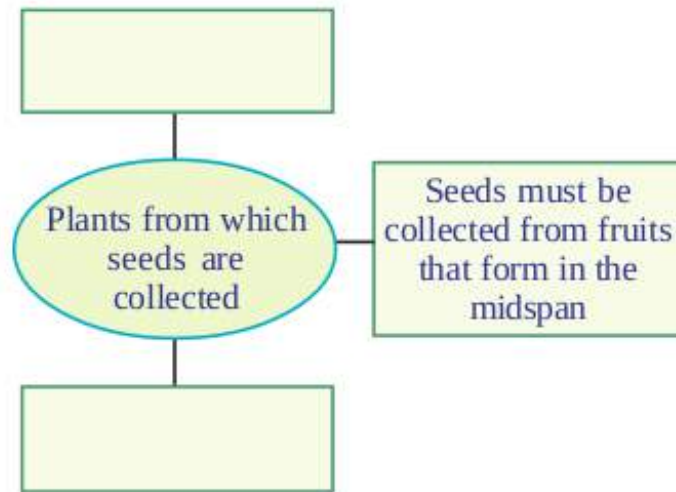 Plants from which
seeds are
collected
Seeds must be
collected from fruits
that form in the
midspan